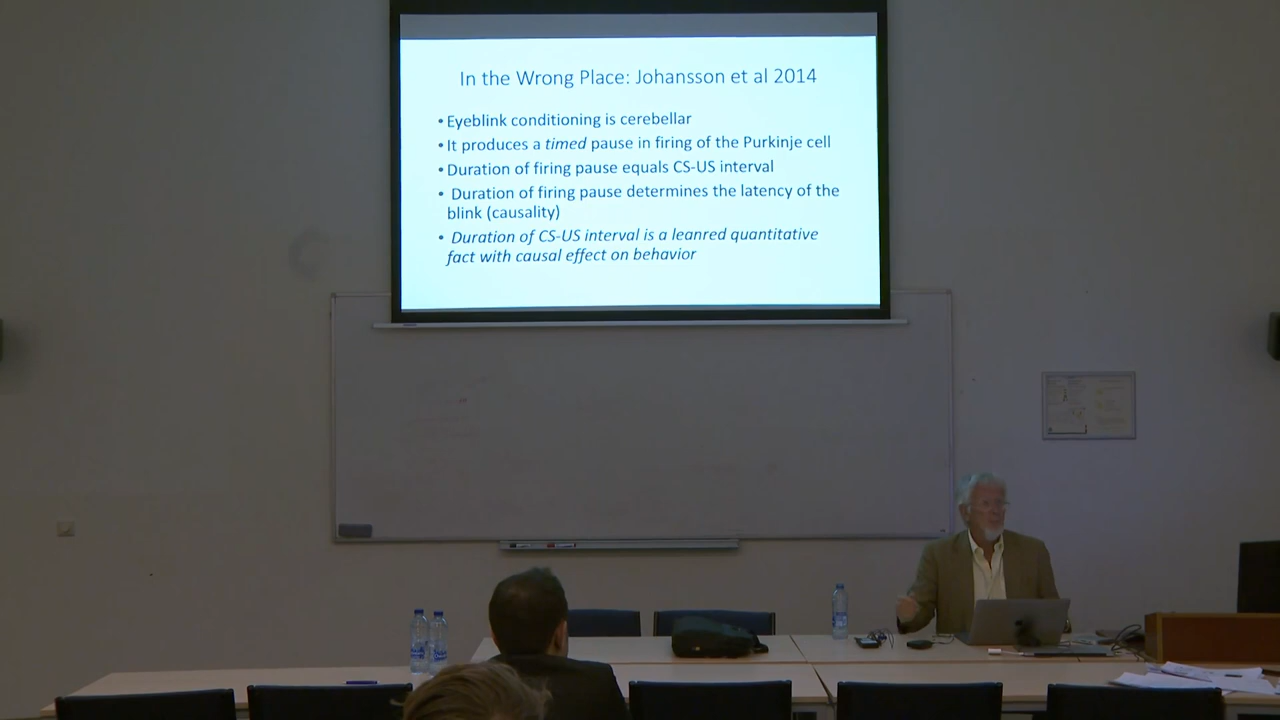 In the Wrong Place: Johansson et al 2014
• Eyeblink conditioning is cerebellar
• It produces a timed pause in firing of the Purkinje cell
• Duration of firing pause equals CS-US interval
• Duration of firing pause determines the latency of the
blink (causality)
• Duration of CS-US interval is a leanred quantitative
fact with causal effect on behavior